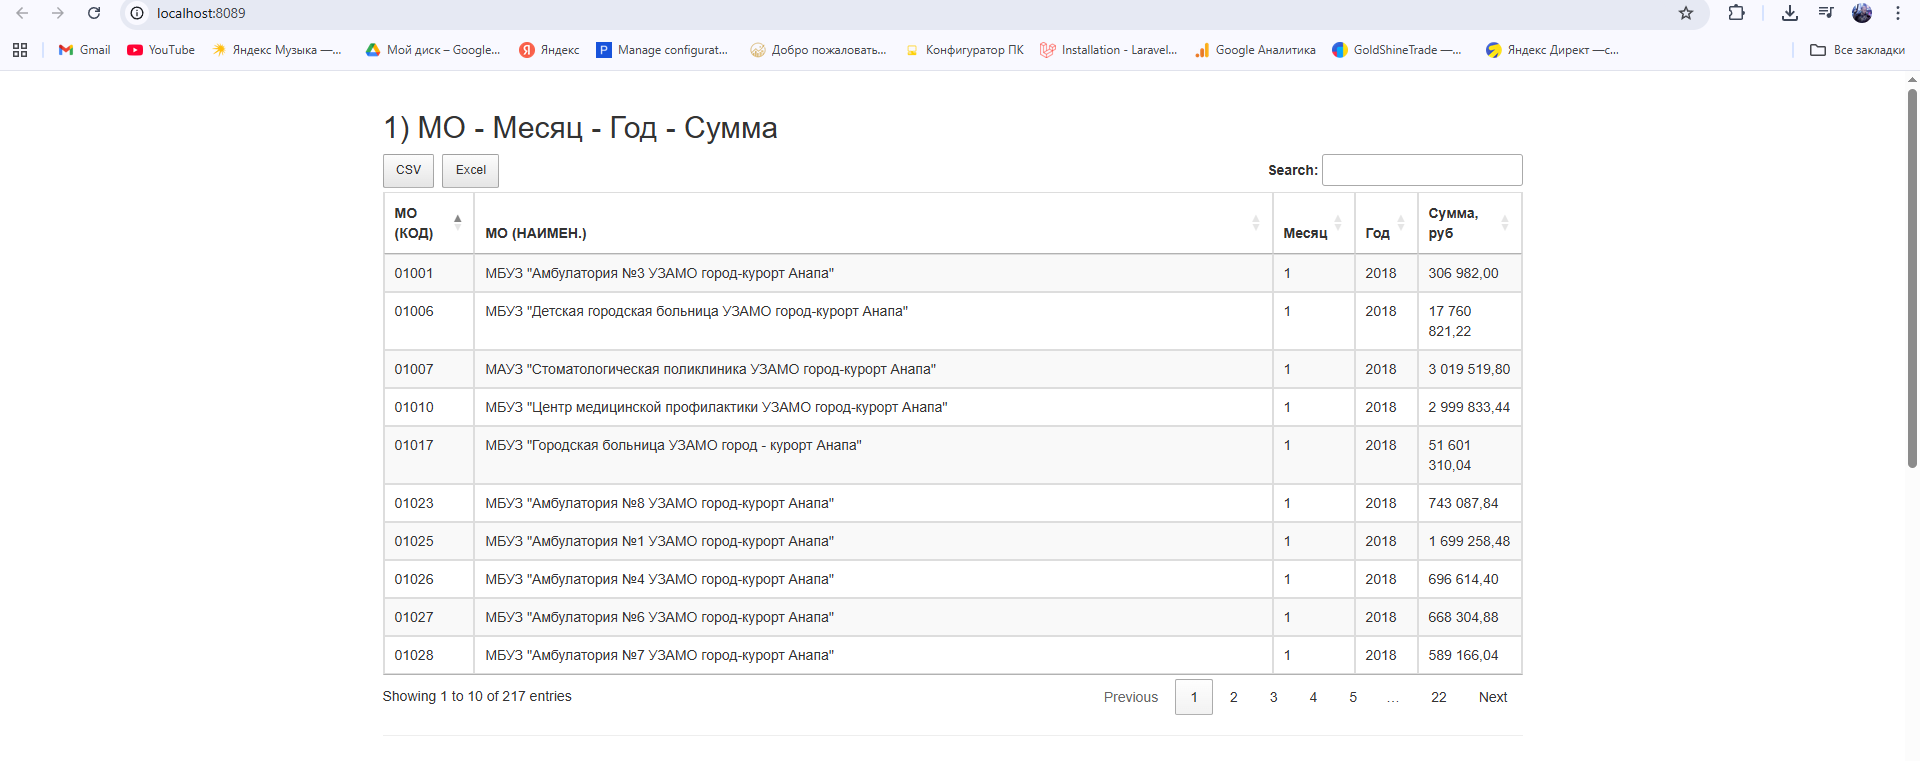 localhost:8089
Gmail YouTube Яндекс Музыка —... Мой диск – Google... Яндекс Manage configurat... Добро пожаловать... Конфигуратор ПК Installation - Laravel... Google Аналитика GoldShineTrade —... Яндекс Директ —с... Все закладки
1) МО - Месяц - Год - Сумма
CSV Excel Search:
МО (КОД) МО (НАИМЕН.) Месяц Год Сумма, руб
01001 МБУЗ "Амбулатория №3 УЗАМО город-курорт Анапа" 1 2018 306 982,00
01006 МБУЗ "Детская городская больница УЗАМО город-курорт Анапа" 1 2018 17 760 821,22
01007 МАУЗ "Стоматологическая поликлиника УЗАМО город-курорт Анапа" 1 2018 3 019 519,80
01010 МБУЗ "Центр медицинской профилактики УЗАМО город-курорт Анапа" 1 2018 2 999 833,44
01017 МБУЗ "Городская больница УЗАМО город - курорт Анапа" 1 2018 51 601 310,04
01023 МБУЗ "Амбулатория №8 УЗАМО город-курорт Анапа" 1 2018 743 087,84
01025 МБУЗ "Амбулатория №1 УЗАМО город-курорт Анапа" 1 2018 1 699 258,48
01026 МБУЗ "Амбулатория №4 УЗАМО город-курорт Анапа" 1 2018 696 614,40
01027 МБУЗ "Амбулатория №6 УЗАМО город-курорт Анапа" 1 2018 668 304,88
01028 МБУЗ "Амбулатория №7 УЗАМО город-курорт Анапа" 1 2018 589 166,04
Showing 1 to 10 of 217 entries Previous 1 2 3 4 5 ... 22 Next